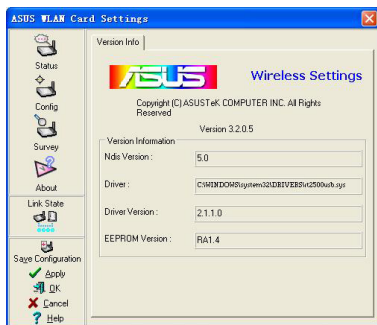 ASUS WLAN Card Settings
Status
Config
Survey
About
Link State
Save Configuration
Apply
OK
Cancel
Help
Version Info
ASUS
Wireless Settings
Copyright (C) ASUSTeK COMPUTER INC. All Rights
Reserved
Version 3.2.0.5
Version Information
Ndis Version :
5.0
Driver :
C:\WINDOWS\system32\DRIVERS\rt2500usb.sys
Driver Version :
2.1.1.0
EEPROM Version :
RA1.4